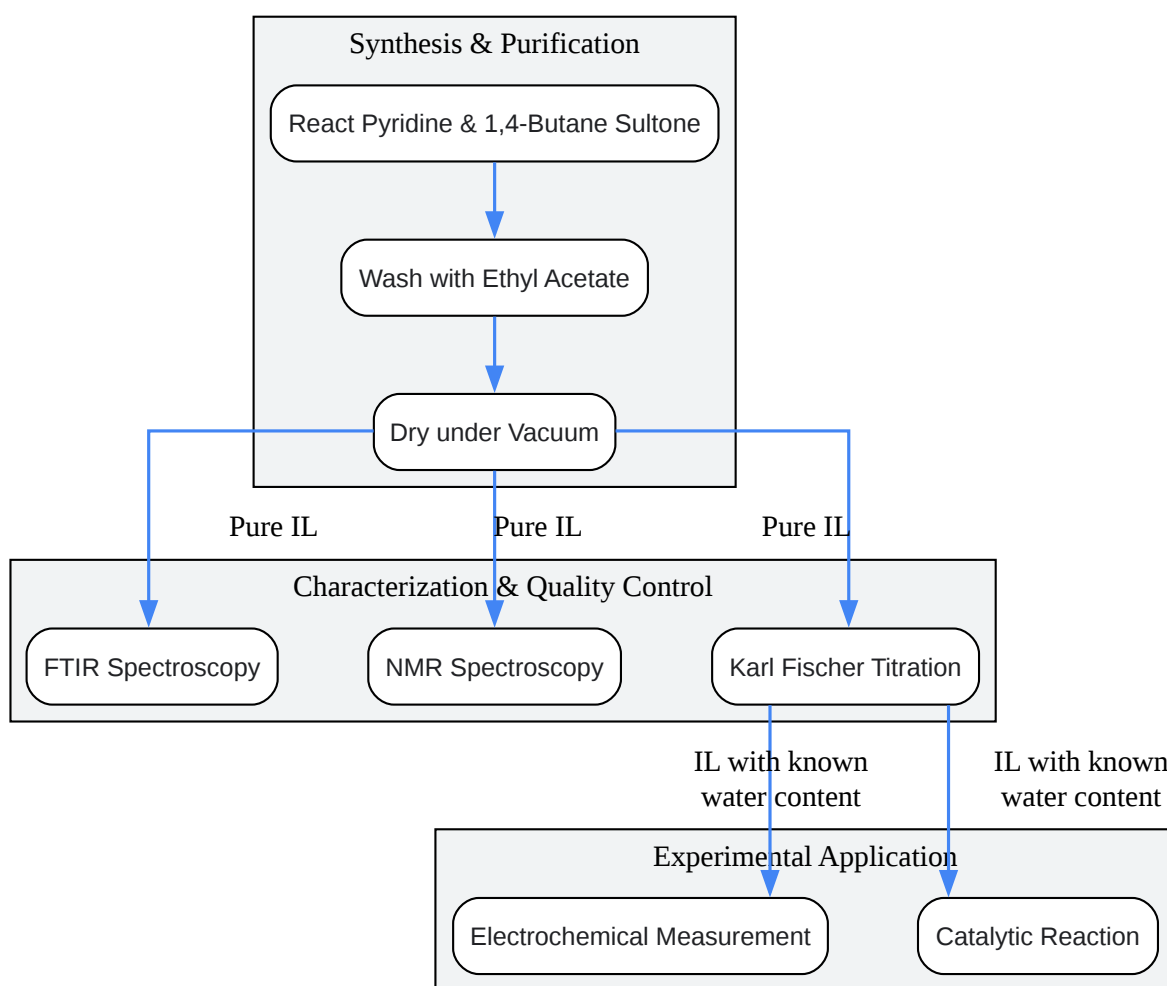 Synthesis & Purification
React Pyridine & 1,4-Butane Sultone
Wash with Ethyl Acetate
Dry under Vacuum
Pure IL
Pure IL
Pure IL
Characterization & Quality Control
FTIR Spectroscopy
NMR Spectroscopy
Karl Fischer Titration
IL with known
water content
IL with known
water content
Experimental Application
Electrochemical Measurement
Catalytic Reaction